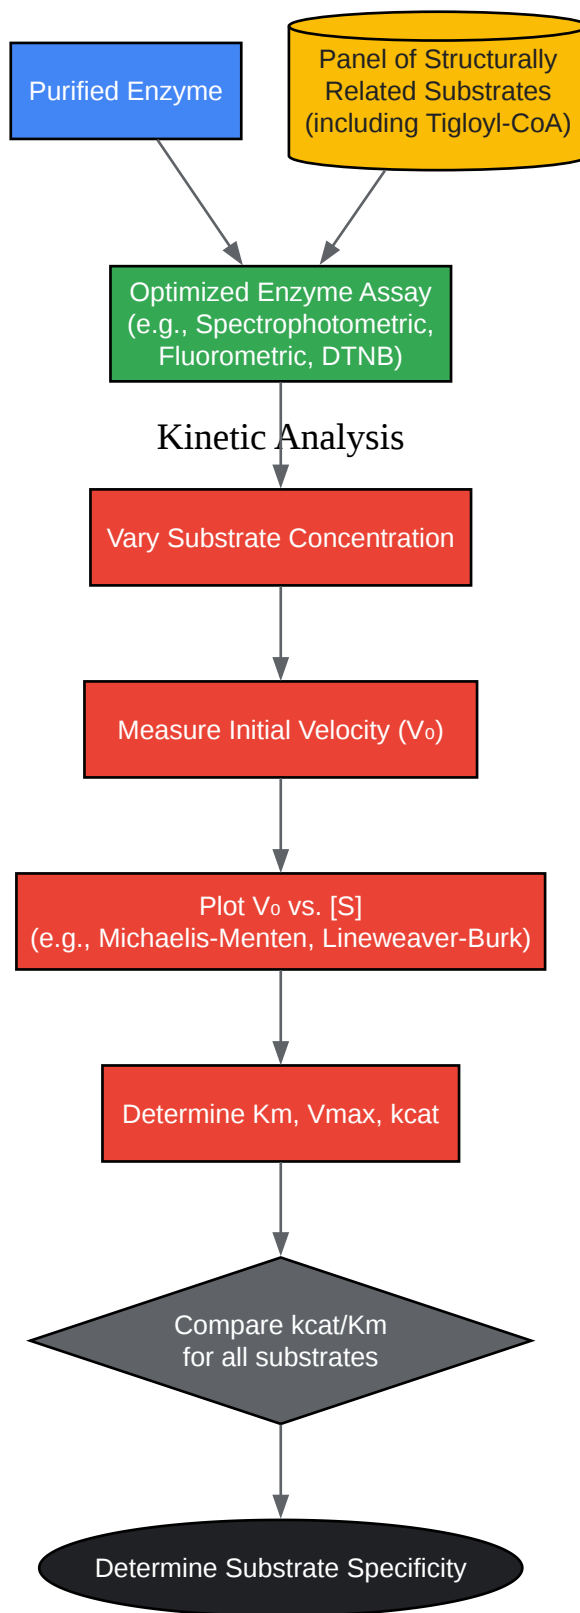 Purified Enzyme
Panel of Structurally
Related Substrates
(including Tigloyl-CoA)
Optimized Enzyme Assay
(e.g., Spectrophotometric,
Fluorometric, DTNB)
Kinetic Analysis
Vary Substrate Concentration
Measure Initial Velocity (V₀)
Plot V₀ vs. [S]
(e.g., Michaelis-Menten, Lineweaver-Burk)
Determine Km, Vmax, kcat
Compare kcat/Km
for all substrates
Determine Substrate Specificity